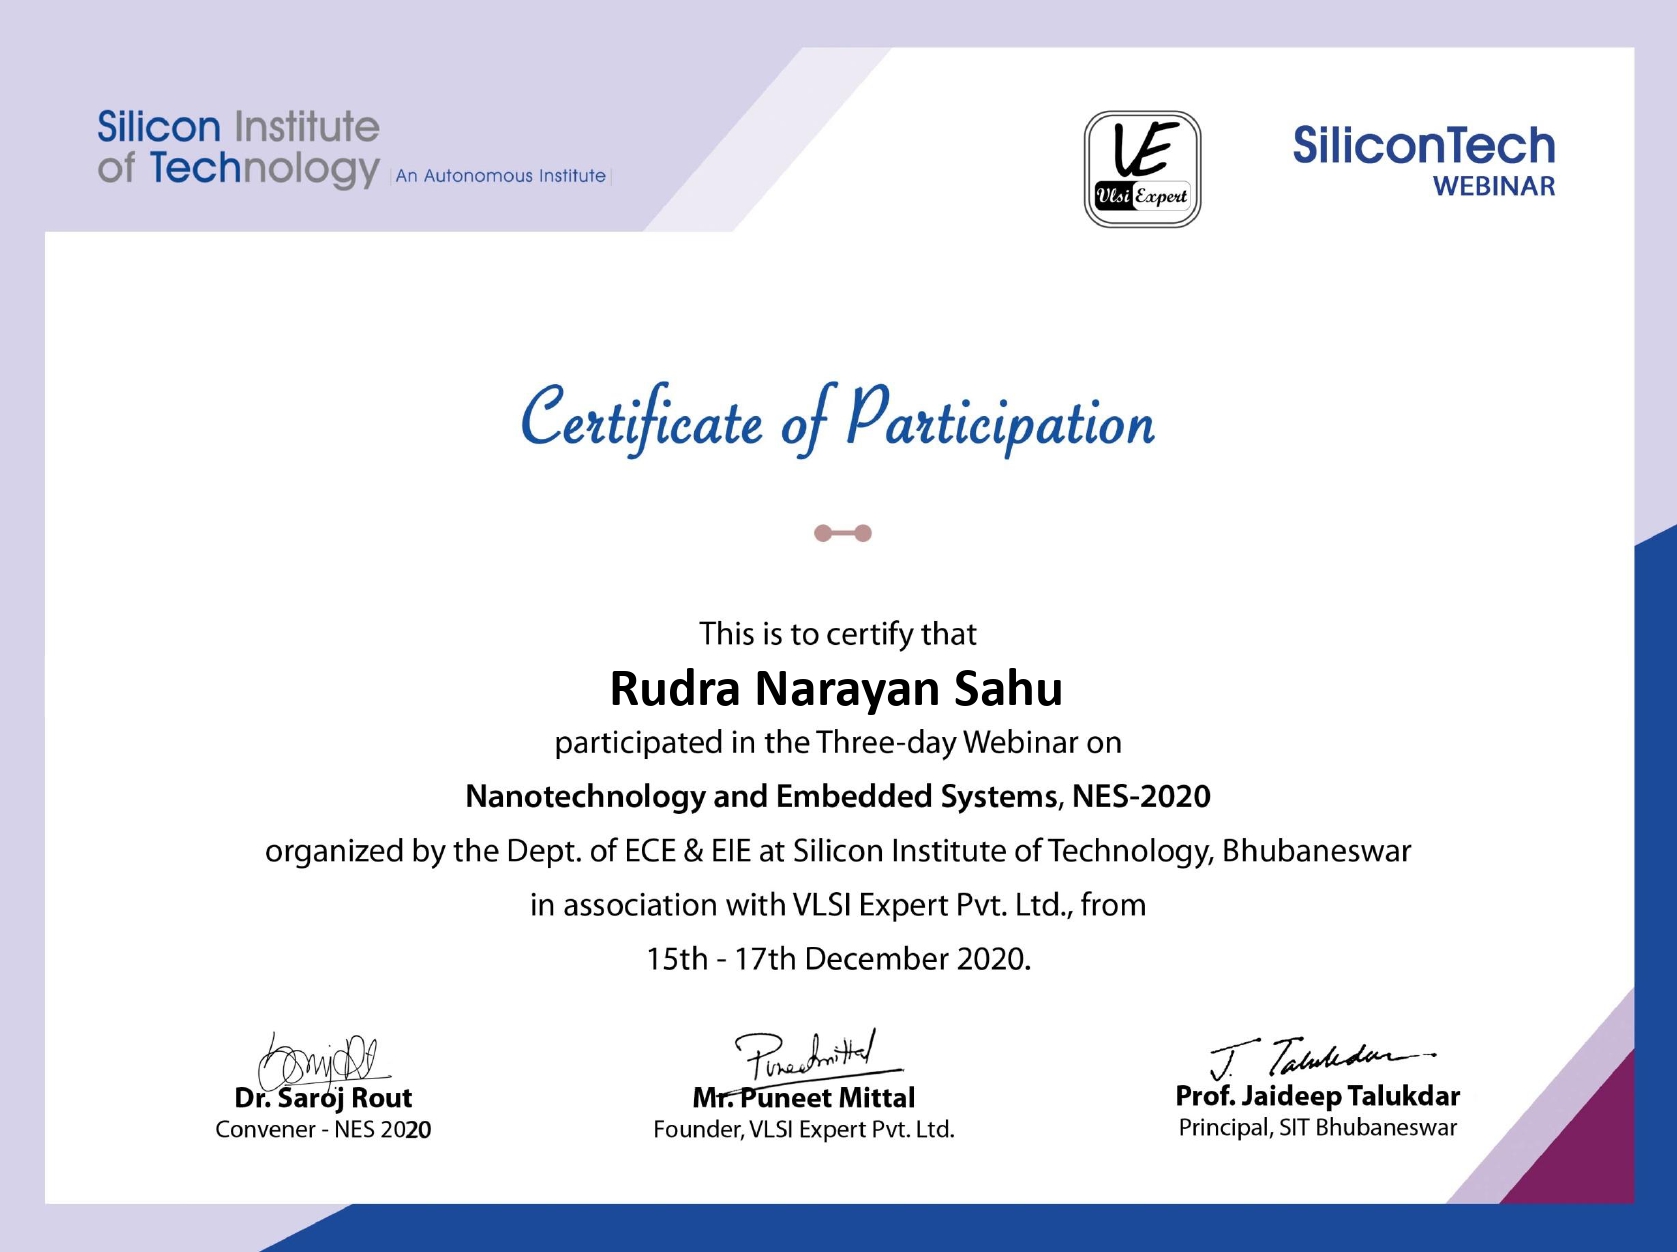 Silicon Institute
of Technology | An Autonomous Institute |
VE
Vlsi Expert
SiliconTech
WEBINAR
Certificate of Participation
This is to certify that
Rudra Narayan Sahu
participated in the Three-day Webinar on
Nanotechnology and Embedded Systems, NES-2020
organized by the Dept. of ECE & EIE at Silicon Institute of Technology, Bhubaneswar
in association with VLSI Expert Pvt. Ltd., from
15th - 17th December 2020.
Puneet mittal
J. Talukdar
Dr. Saroj Rout
Convener - NES 2020
Mr. Puneet Mittal
Founder, VLSI Expert Pvt. Ltd.
Prof. Jaideep Talukdar
Principal, SIT Bhubaneswar